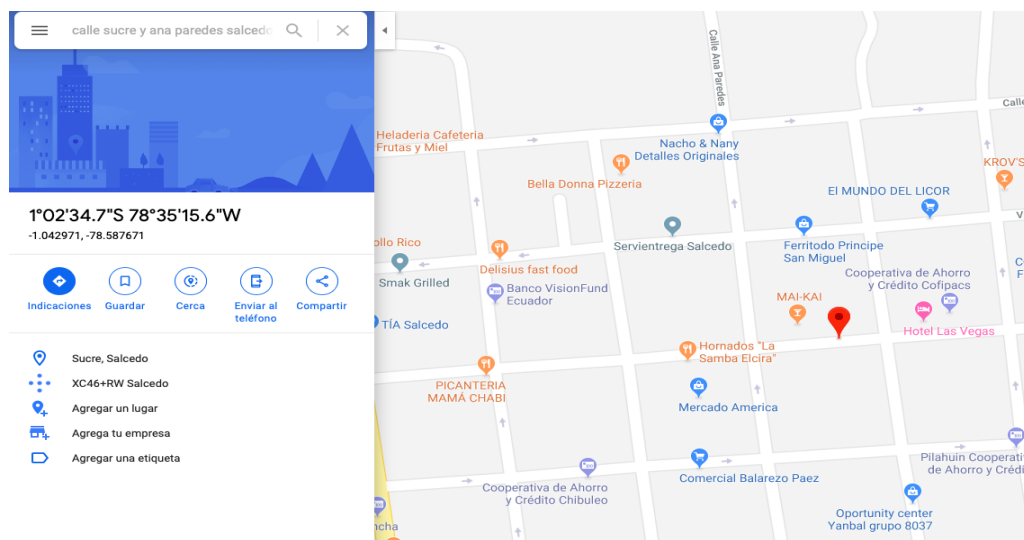 calle sucre y ana paredes salced
1°02'34.7"S 78°35'15.6"W
-1.042971, -78.587671
Indicaciones
Guardar
Cerca
Enviar al
teléfono
Compartir
Sucre, Salcedo
XC46+RW Salcedo
Agregar un lugar
Agrega tu empresa
Agregar una etiqueta
Calle Ana Paredes
Calle
Heladeria Cafeteria
Frutas y Miel
Nacho & Nany
Detalles Originales
KROV'S
Bella Donna Pizzeria
El MUNDO DEL LICOR
V
ollo Rico
Servientrega Salcedo
Ferritodo Principe
San Miguel
Smak Grilled
Delisius fast food
Cooperativa de Ahorro
y Crédito Cofipacs
Banco VisionFund
Ecuador
MAI-KAI
TÍA Salcedo
Hotel Las Vegas
Hornados "La
Samba Elcira"
PICANTERIA
MAMÁ CHABI
Mercado America
Pilahuin Cooperati
de Ahorro y Crédi
Comercial Balarezo Paez
Cooperativa de Ahorro
y Crédito Chibuleo
Oportunity center
Yanbal grupo 8037
ncha